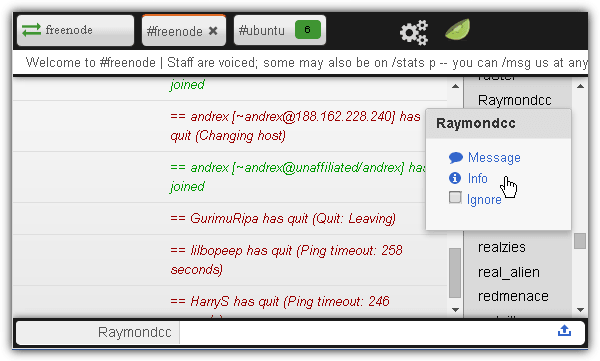 freenode
#freenode
#ubuntu 6
Welcome to #freenode | Staff are voiced; some may also be on /stats p -- you can /msg us at any
joined
== andrex [~andrex@188.162.228.240] has
quit (Changing host)
== andrex [~andrex@unaffiliated/andrex] has
joined
== GurimuRipa has quit (Quit: Leaving)
== lilbopeep has quit (Ping timeout: 258
seconds)
== HarryS has quit (Ping timeout: 246
Raymondcc
Raymondcc
Message
Info
Ignore
realzies
real_alien
redmenace
Raymondcc